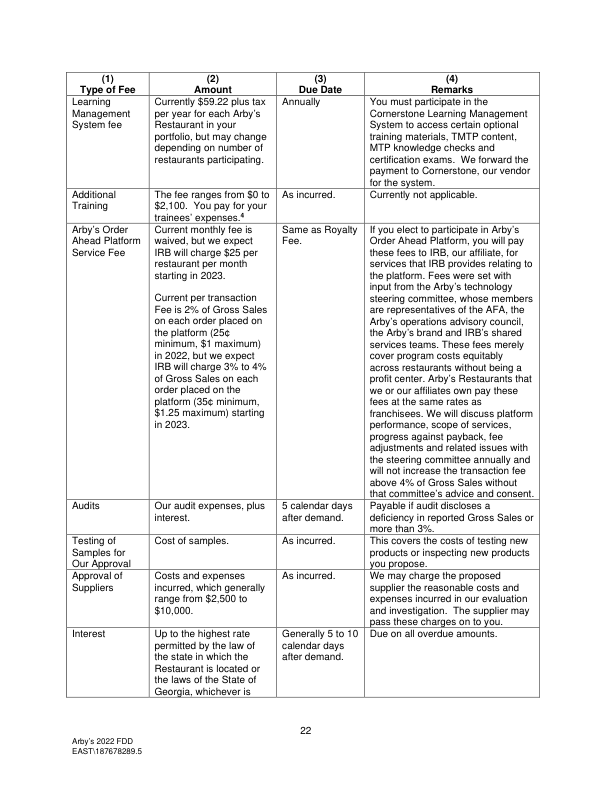 (1)
Type of Fee
(2)
Amount
(3)
Due Date
(4)
Remarks
Learning
Management
System fee
Currently $59.22 plus tax
per year for each Arby's
Restaurant in your
portfolio, but may change
depending on number of
restaurants participating.
Annually
You must participate in the
Cornerstone Learning Management
System to access certain optional
training materials, TMTP content,
MTP knowledge checks and
certification exams.  We forward the
payment to Cornerstone, our vendor
for the system.
Additional
Training
The fee ranges from $0 to
$2,100.  You pay for your
trainees' expenses.4
As incurred.
Currently not applicable.
Arby's Order
Ahead Platform
Service Fee
Current monthly fee is
waived, but we expect
IRB will charge $25 per
restaurant per month
starting in 2023.
Current per transaction
Fee is 2% of Gross Sales
on each order placed on
the platform (25¢
minimum, $1 maximum)
in 2022, but we expect
IRB will charge 3% to 4%
of Gross Sales on each
order placed on the
platform (35¢ minimum,
$1.25 maximum) starting
in 2023.
Same as Royalty
Fee.
If you elect to participate in Arby's
Order Ahead Platform, you will pay
these fees to IRB, our affiliate, for
services that IRB provides relating to
the platform. Fees were set with
input from the Arby's technology
steering committee, whose members
are representatives of the AFA, the
Arby's operations advisory council,
the Arby's brand and IRB's shared
services teams. These fees merely
cover program costs equitably
across restaurants without being a
profit center. Arby's Restaurants that
we or our affiliates own pay these
fees at the same rates as
franchisees. We will discuss platform
performance, scope of services,
progress against payback, fee
adjustments and related issues with
the steering committee annually and
will not increase the transaction fee
above 4% of Gross Sales without
that committee's advice and consent.
Audits
Our audit expenses, plus
interest.
5 calendar days
after demand.
Payable if audit discloses a
deficiency in reported Gross Sales or
more than 3%.
Testing of
Samples for
Our Approval
Cost of samples.
As incurred.
This covers the costs of testing new
products or inspecting new products
you propose.
Approval of
Suppliers
Costs and expenses
incurred, which generally
range from $2,500 to
$10,000.
As incurred.
We may charge the proposed
supplier the reasonable costs and
expenses incurred in our evaluation
and investigation.  The supplier may
pass these charges on to you.
Interest
Up to the highest rate
permitted by the law of
the state in which the
Restaurant is located or
the laws of the State of
Georgia, whichever is
Generally 5 to 10
calendar days
after demand.
Due on all overdue amounts.
22
Arby's 2022 FDD
EAST\187678289.5